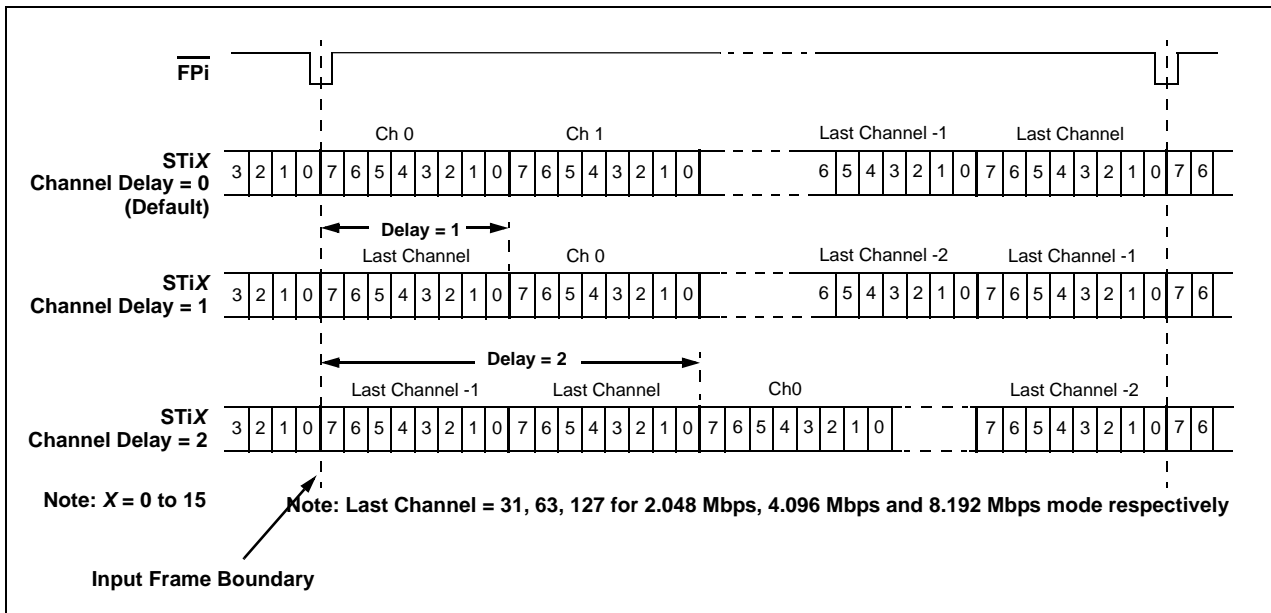 FPi
Ch 0 Ch 1 Last Channel -1 Last Channel
STiX
Channel Delay = 0
(Default)
3 2 1 0 7 6 5 4 3 2 1 0 7 6 5 4 3 2 1 0 6 5 4 3 2 1 0 7 6 5 4 3 2 1 0 7 6
Delay = 1
Last Channel Ch 0 Last Channel -2 Last Channel -1
STiX
Channel Delay = 1
3 2 1 0 7 6 5 4 3 2 1 0 7 6 5 4 3 2 1 0 6 5 4 3 2 1 0 7 6 5 4 3 2 1 0 7 6
Delay = 2
Last Channel -1 Last Channel Ch0 Last Channel -2
STiX
Channel Delay = 2
3 2 1 0 7 6 5 4 3 2 1 0 7 6 5 4 3 2 1 0 7 6 5 4 3 2 1 0 7 6 5 4 3 2 1 0 7 6
Note: X = 0 to 15
Note: Last Channel = 31, 63, 127 for 2.048 Mbps, 4.096 Mbps and 8.192 Mbps mode respectively
Input Frame Boundary